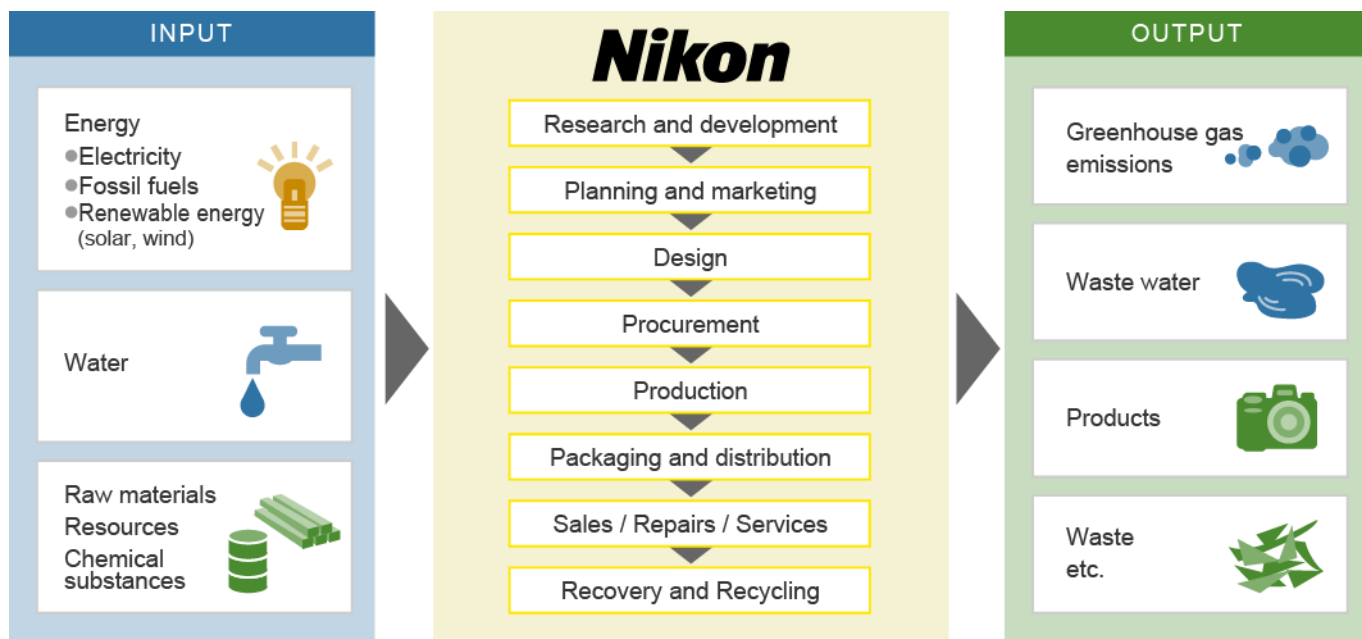 INPUT
Energy
●Electricity
●Fossil fuels
●Renewable energy
(solar, wind)
Water
Raw materials
Resources
Chemical
substances
Nikon
Research and development
Planning and marketing
Design
Procurement
Production
Packaging and distribution
Sales / Repairs / Services
Recovery and Recycling
OUTPUT
Greenhouse gas
emissions
Waste water
Products
Waste
etc.